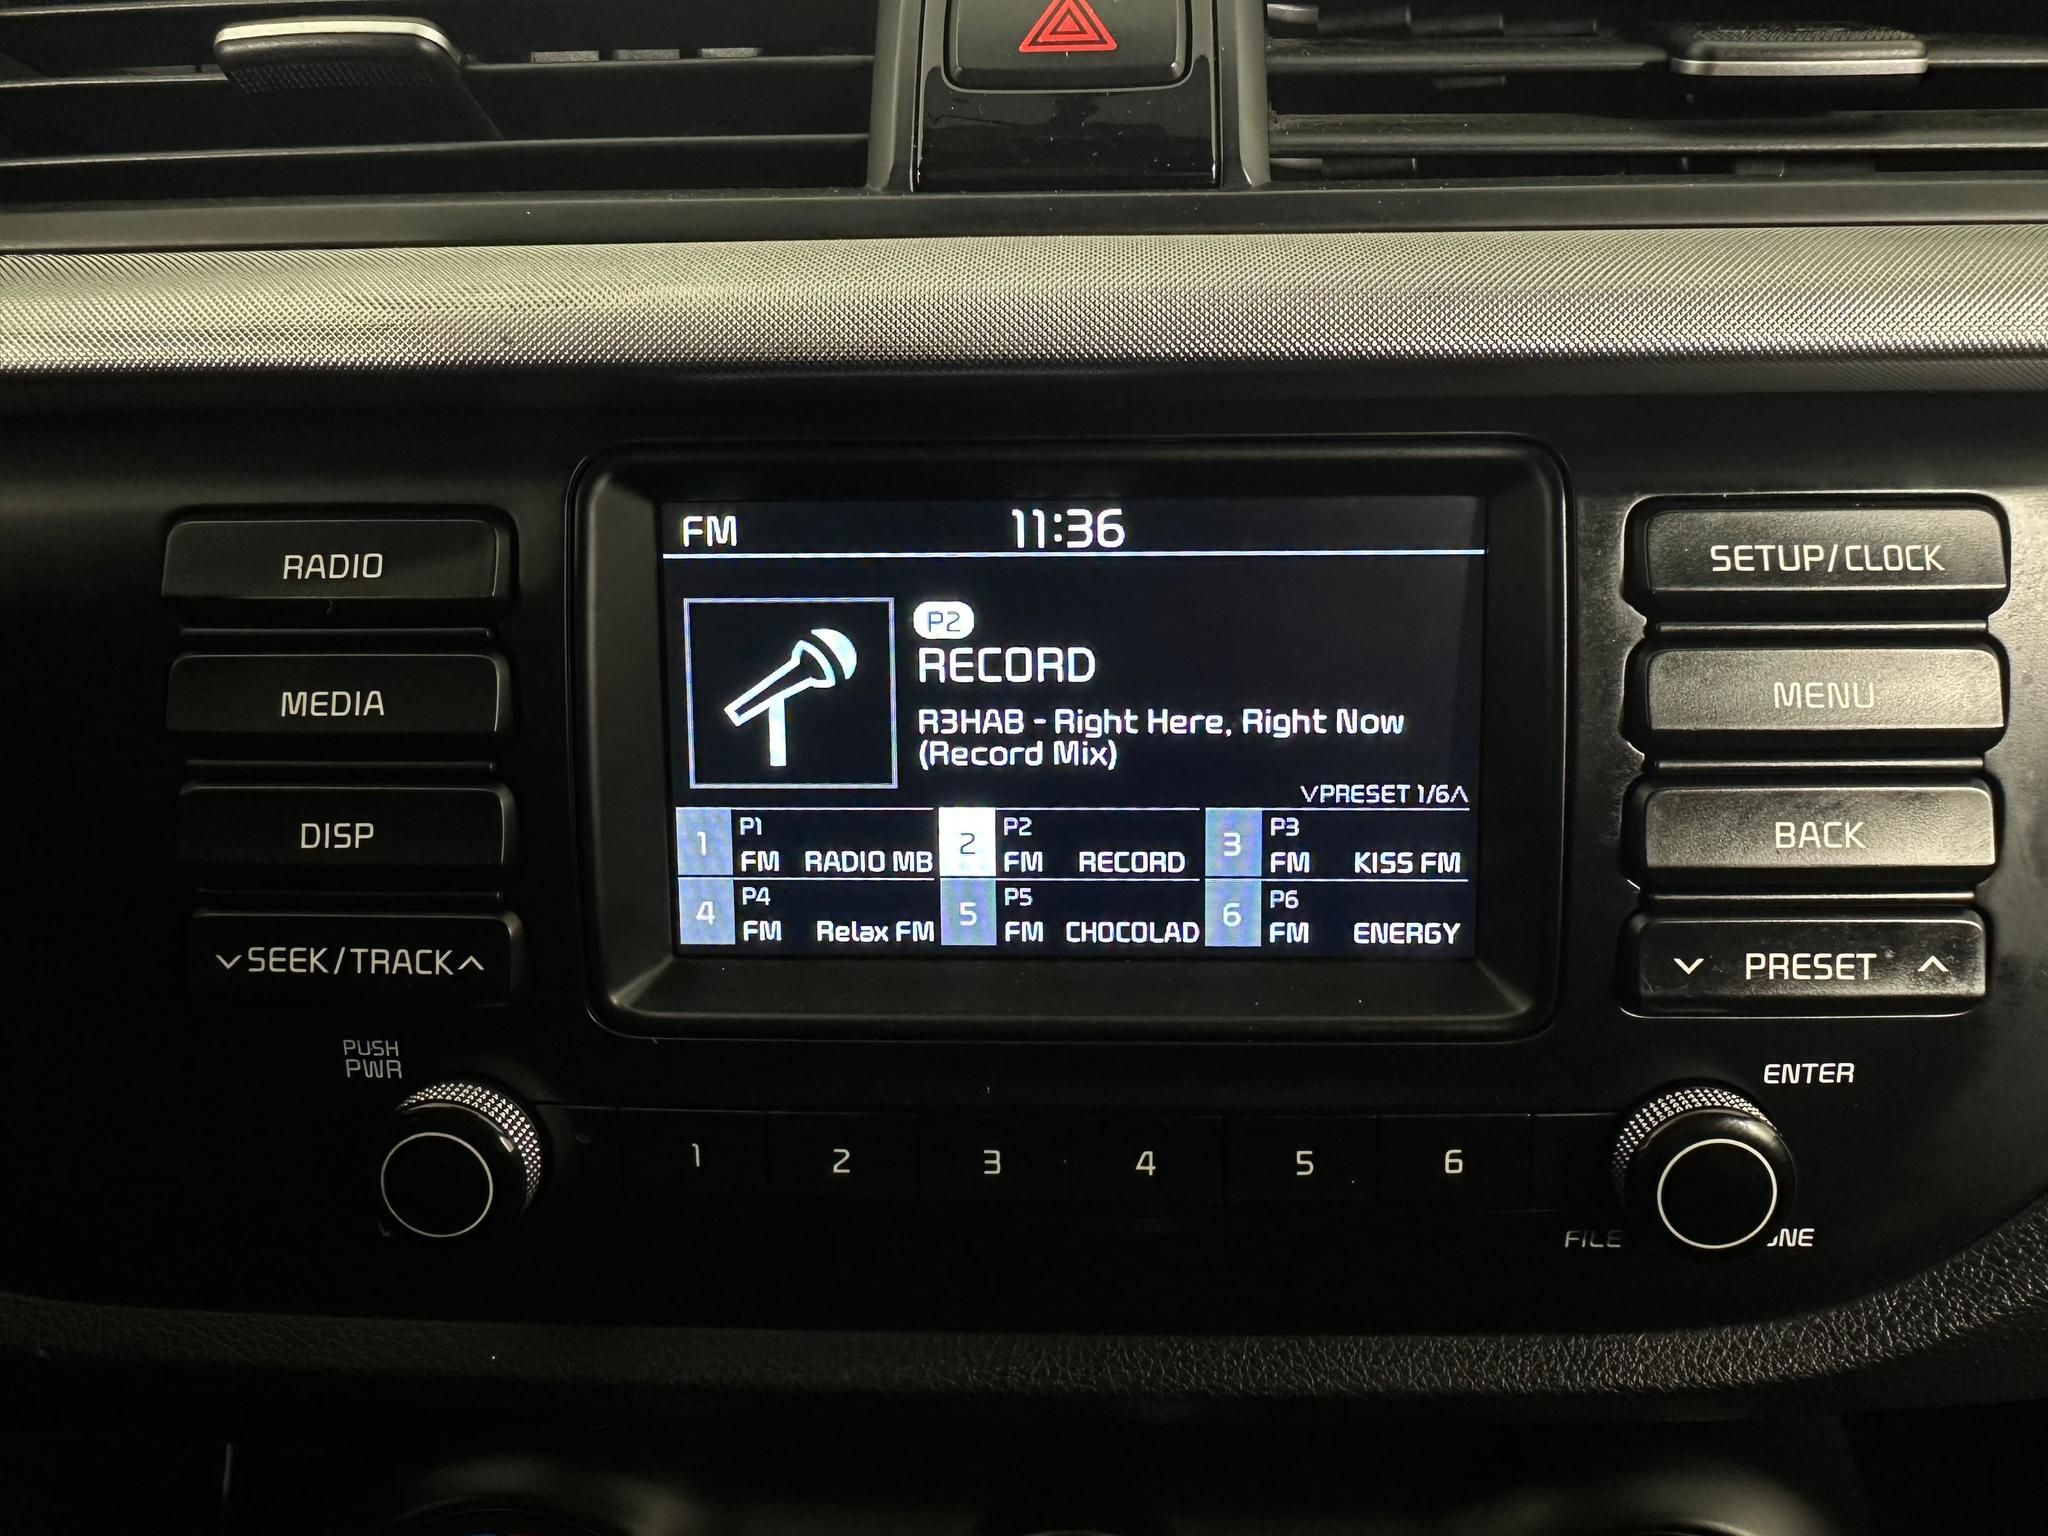 FM 11:36
P2
RECORD
R3HAB - Right Here, Right Now
(Record Mix)
∨PRESET 1/6∧
1 P1 FM RADIO MB
2 P2 FM RECORD
3 P3 FM KISS FM
4 P4 FM Relax FM
5 P5 FM CHOCOLAD
6 P6 FM ENERGY
RADIO
MEDIA
DISP
∨SEEK/TRACK∧
SETUP/CLOCK
MENU
BACK
∨ PRESET ∧
PUSH
PWR
1 2 3 4 5 6
ENTER
FILE